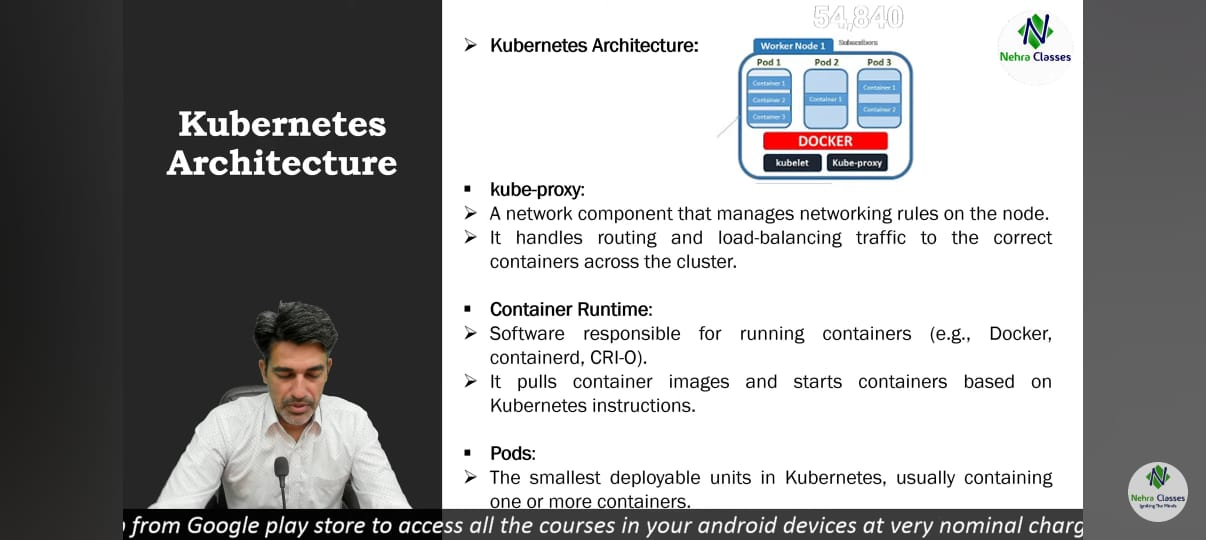 Kubernetes
Architecture
54,840
Subscribers
➤ Kubernetes Architecture:
Worker Node 1
Pod 1
Pod 2
Pod 3
Container 1
Container 2
Container 3
Container 1
Container 1
Container 2
DOCKER
kubelet
Kube-proxy
Nehra Classes
▪ kube-proxy:
➤ A network component that manages networking rules on the node.
➤ It handles routing and load-balancing traffic to the correct
containers across the cluster.
▪ Container Runtime:
➤ Software responsible for running containers (e.g., Docker,
containerd, CRI-O).
➤ It pulls container images and starts containers based on
Kubernetes instructions.
▪ Pods:
➤ The smallest deployable units in Kubernetes, usually containing
one or more containers.
Nehra Classes
Igniting The Minds
from Google play store to access all the courses in your android devices at very nominal charg